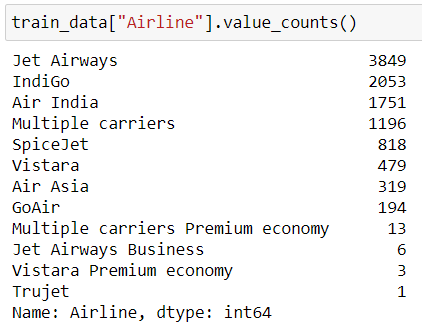 train_data["Airline"].value_counts()
Jet Airways 3849
IndiGo 2053
Air India 1751
Multiple carriers 1196
SpiceJet 818
Vistara 479
Air Asia 319
GoAir 194
Multiple carriers Premium economy 13
Jet Airways Business 6
Vistara Premium economy 3
Trujet 1
Name: Airline, dtype: int64